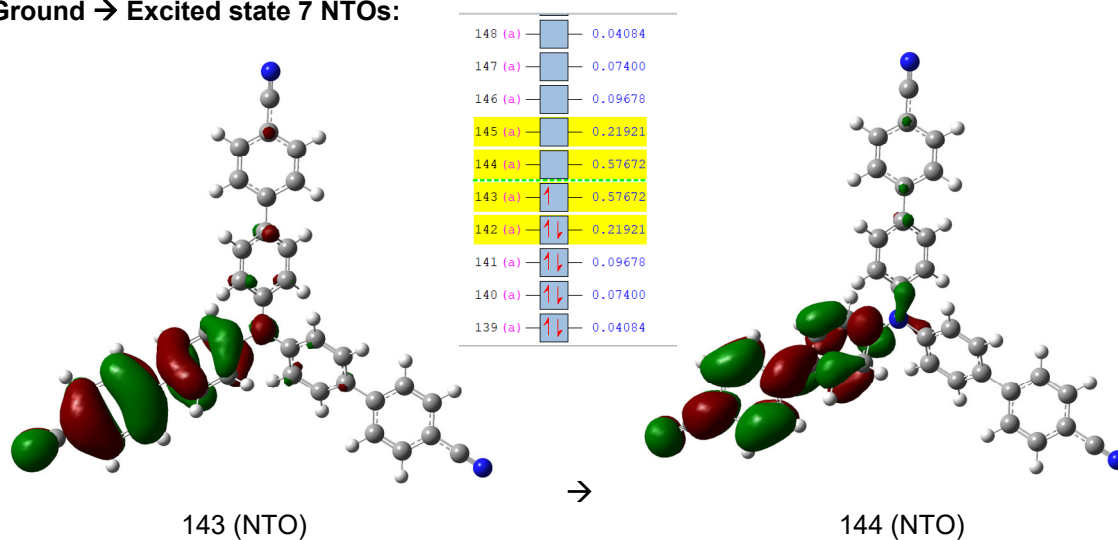 Ground → Excited state 7 NTOs:
148 (a) 0.04084
147 (a) 0.07400
146 (a) 0.09678
145 (a) 0.21921
144 (a) 0.57672
143 (a) 0.57672
142 (a) 0.21921
141 (a) 0.09678
140 (a) 0.07400
139 (a) 0.04084
→
143 (NTO)
144 (NTO)